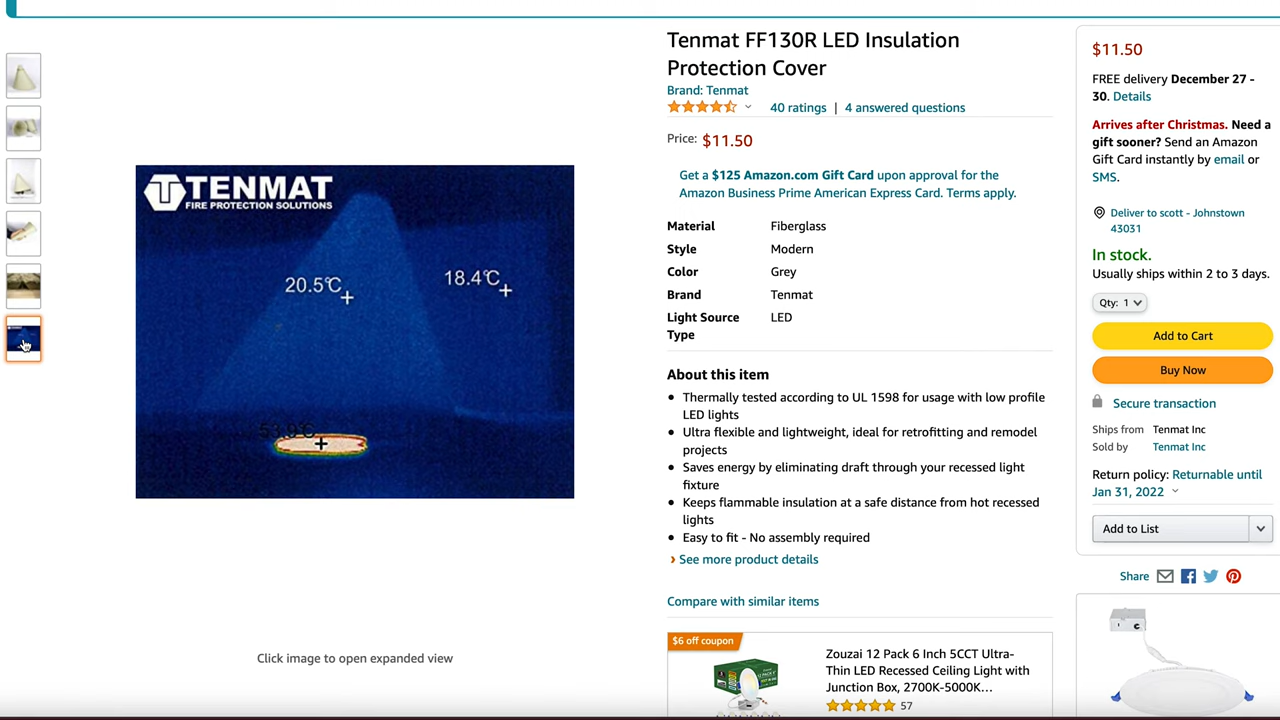 Tenmat FF130R LED Insulation
Protection Cover
Brand: Tenmat
40 ratings | 4 answered questions
Price: $11.50
Get a $125 Amazon.com Gift Card upon approval for the
Amazon Business Prime American Express Card. Terms apply.
Material Fiberglass
Style Modern
Color Grey
Brand Tenmat
Light Source LED
Type
About this item
Thermally tested according to UL 1598 for usage with low profile
LED lights
Ultra flexible and lightweight, ideal for retrofitting and remodel
projects
Saves energy by eliminating draft through your recessed light
fixture
Keeps flammable insulation at a safe distance from hot recessed
lights
Easy to fit - No assembly required
› See more product details
Compare with similar items
$6 off coupon
Zouzai 12 Pack 6 Inch 5CCT Ultra-
Thin LED Recessed Ceiling Light with
Junction Box, 2700K-5000K...
57
TENMAT
FIRE PROTECTION SOLUTIONS
20.5°C
18.4°C
53.9°C
Click image to open expanded view
$11.50
FREE delivery December 27 -
30. Details
Arrives after Christmas. Need a
gift sooner? Send an Amazon
Gift Card instantly by email or
SMS.
Deliver to scott - Johnstown
43031
In stock.
Usually ships within 2 to 3 days.
Qty: 1
Add to Cart
Buy Now
Secure transaction
Ships from Tenmat Inc
Sold by Tenmat Inc
Return policy: Returnable until
Jan 31, 2022
Add to List
Share